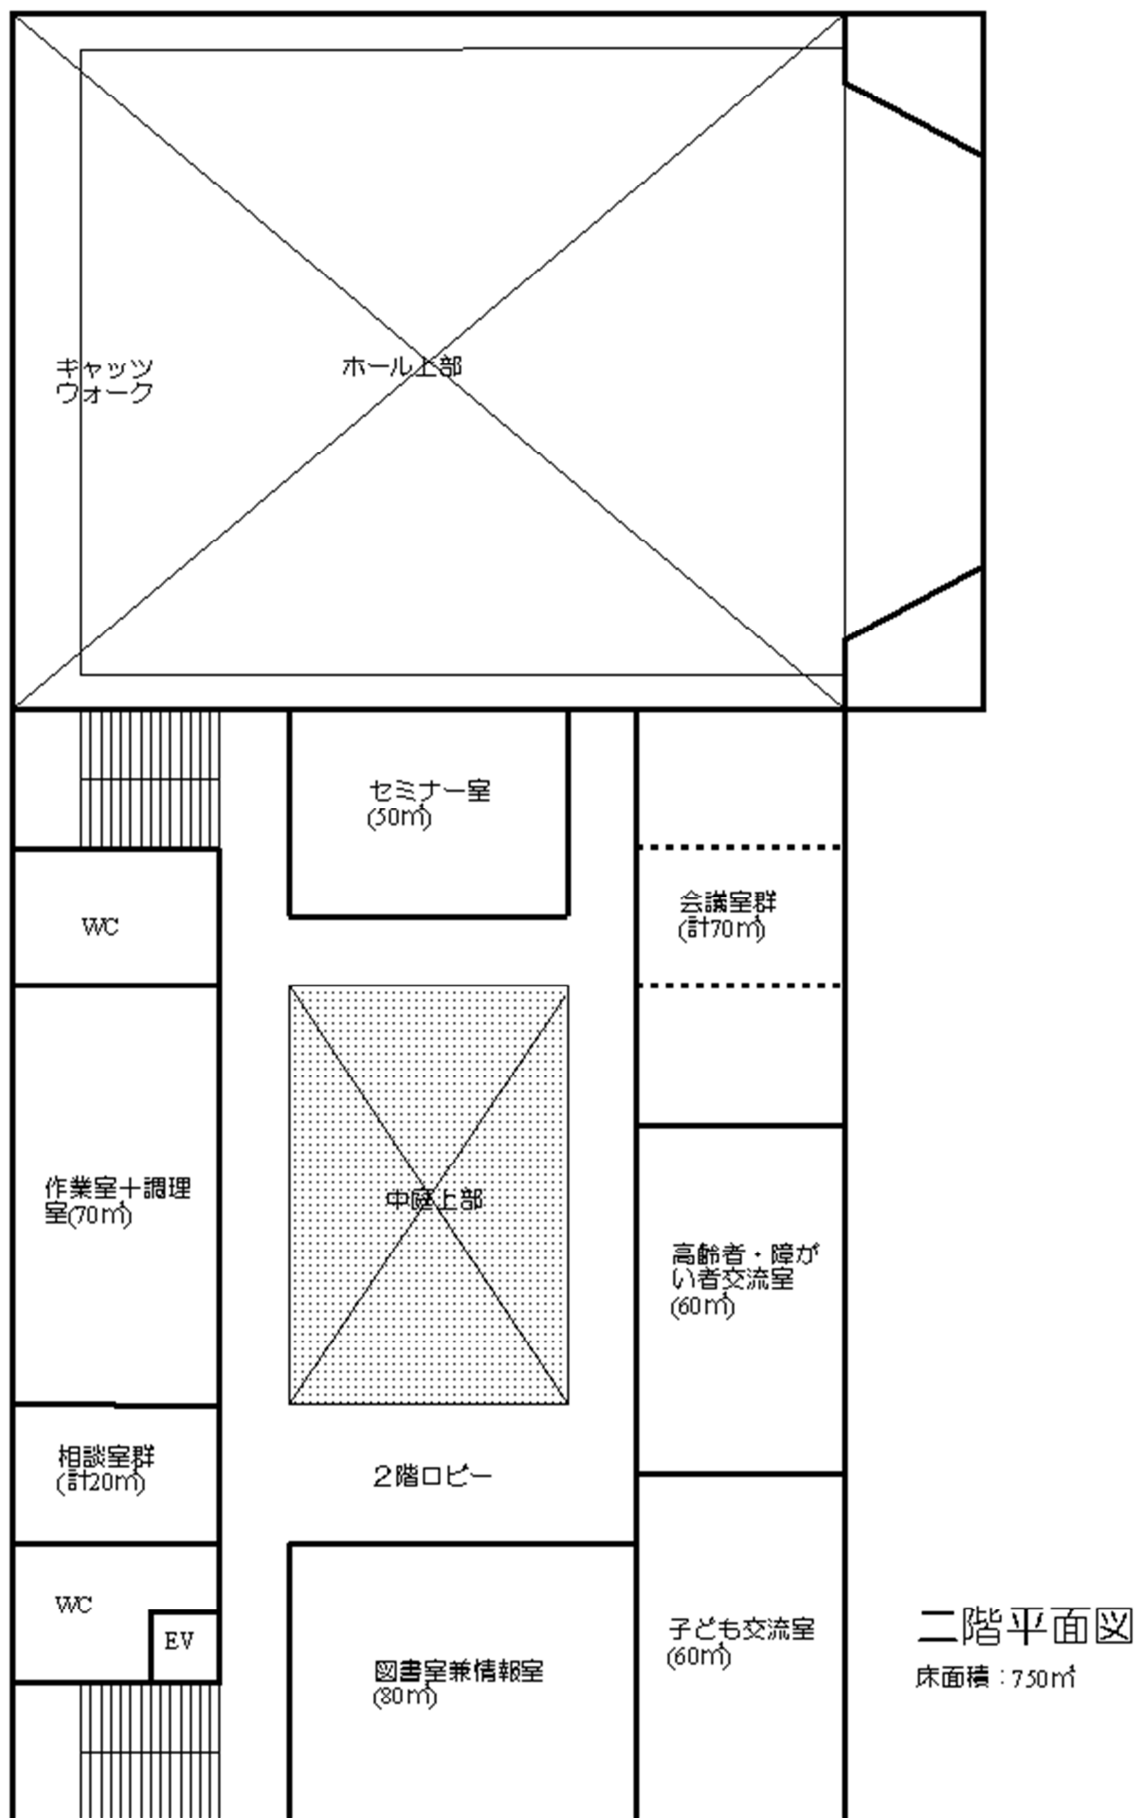 キャッツ
ウォーク
ホール上部
セミナー室
(50㎡)
会議室群
(計70㎡)
WC
作業室＋調理
室(70㎡)
中庭上部
高齢者・障が
い者交流室
(60㎡)
相談室群
(計20㎡)
２階ロビー
WC
EV
図書室兼情報室
(80㎡)
子ども交流室
(60㎡)
二階平面図
床面積：750㎡